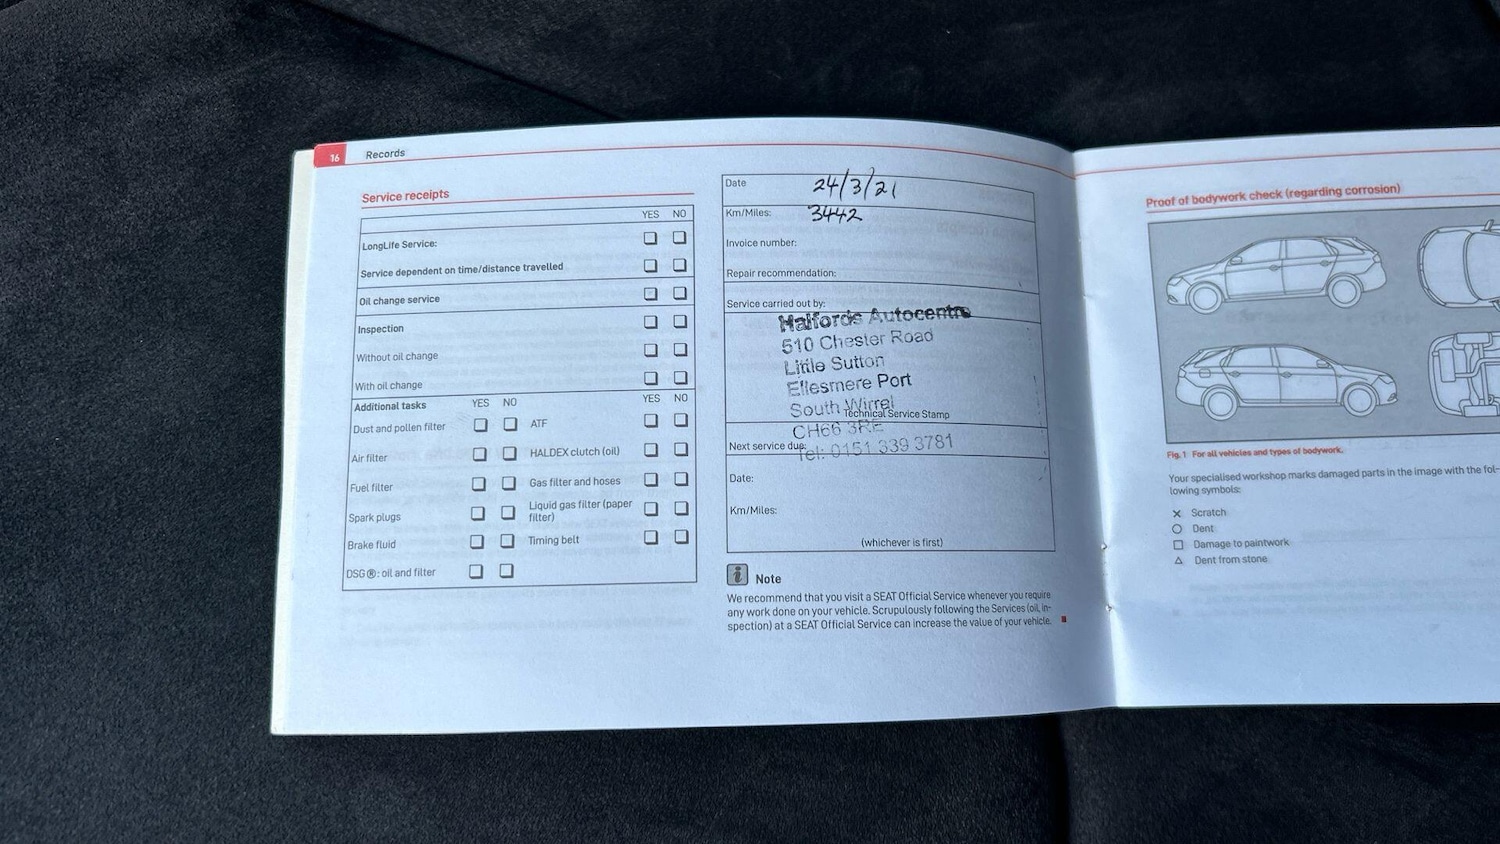 16 Records
Service receipts
YES NO
LongLife Service:
Service dependent on time/distance travelled
Oil change service
Inspection
Without oil change
With oil change
Additional tasks YES NO YES NO
Dust and pollen filter ATF
Air filter HALDEX clutch (oil)
Fuel filter Gas filter and hoses
Spark plugs Liquid gas filter (paper
filter)
Brake fluid Timing belt
DSG®: oil and filter
Date 24/3/21
Km/Miles: 3442
Invoice number:
Repair recommendation:
Service carried out by:
Halfords Autocentre
510 Chester Road
Little Sutton
Ellesmere Port
South Wirral
Technical Service Stamp
CH66 3RE
Next service due:
Tel: 0151 339 3781
Date:
Km/Miles:
(whichever is first)
i Note
We recommend that you visit a SEAT Official Service whenever you require
any work done on your vehicle. Scrupulously following the Services (oil, in-
spection) at a SEAT Official Service can increase the value of your vehicle.
Proof of bodywork check (regarding corrosion)
Fig. 1 For all vehicles and types of bodywork.
Your specialised workshop marks damaged parts in the image with the fol-
lowing symbols:
× Scratch
○ Dent
□ Damage to paintwork
△ Dent from stone